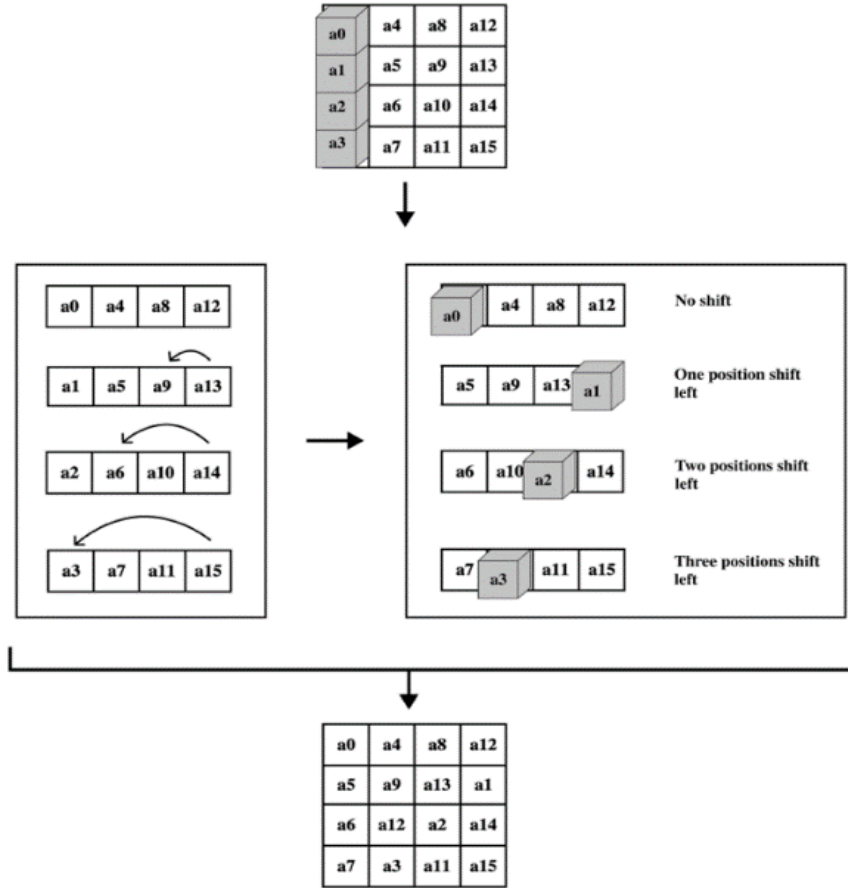 a0 a4 a8 a12
a1 a5 a9 a13
a2 a6 a10 a14
a3 a7 a11 a15
a0 a4 a8 a12
a1 a5 a9 a13
a2 a6 a10 a14
a3 a7 a11 a15
a0 a4 a8 a12 No shift
a5 a9 a13 a1 One position shift
left
a6 a10 a2 a14 Two positions shift
left
a7 a3 a11 a15 Three positions shift
left
a0 a4 a8 a12
a5 a9 a13 a1
a6 a12 a2 a14
a7 a3 a11 a15